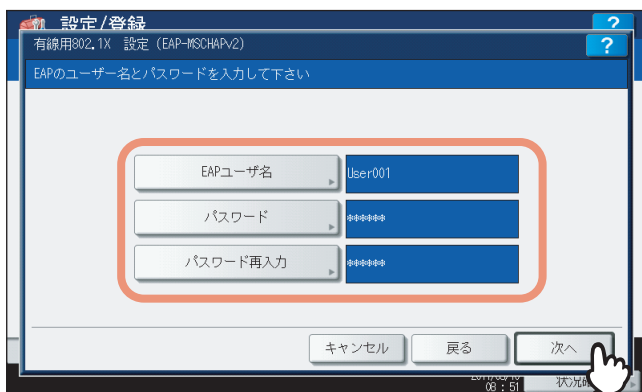 設定/登録
?
有線用802.1X 設定 (EAP-MSCHAPv2)
?
EAPのユーザー名とパスワードを入力して下さい
EAPユーザ名
User001
パスワード
******
パスワード再入力
******
キャンセル
戻る
次へ
08:51
状況